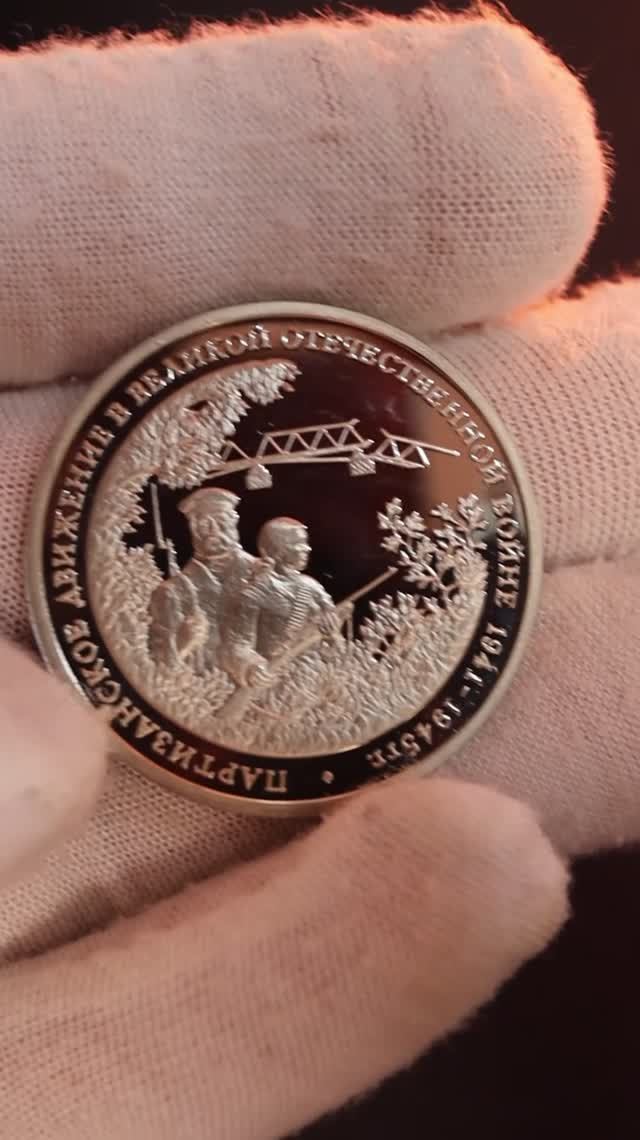 ПАРТИЗАНСКОЕ ДВИЖЕНИЕ В ВЕЛИКОЙ ОТЕЧЕСТВЕННОЙ ВОЙНЕ 1941-1945ГГ. •